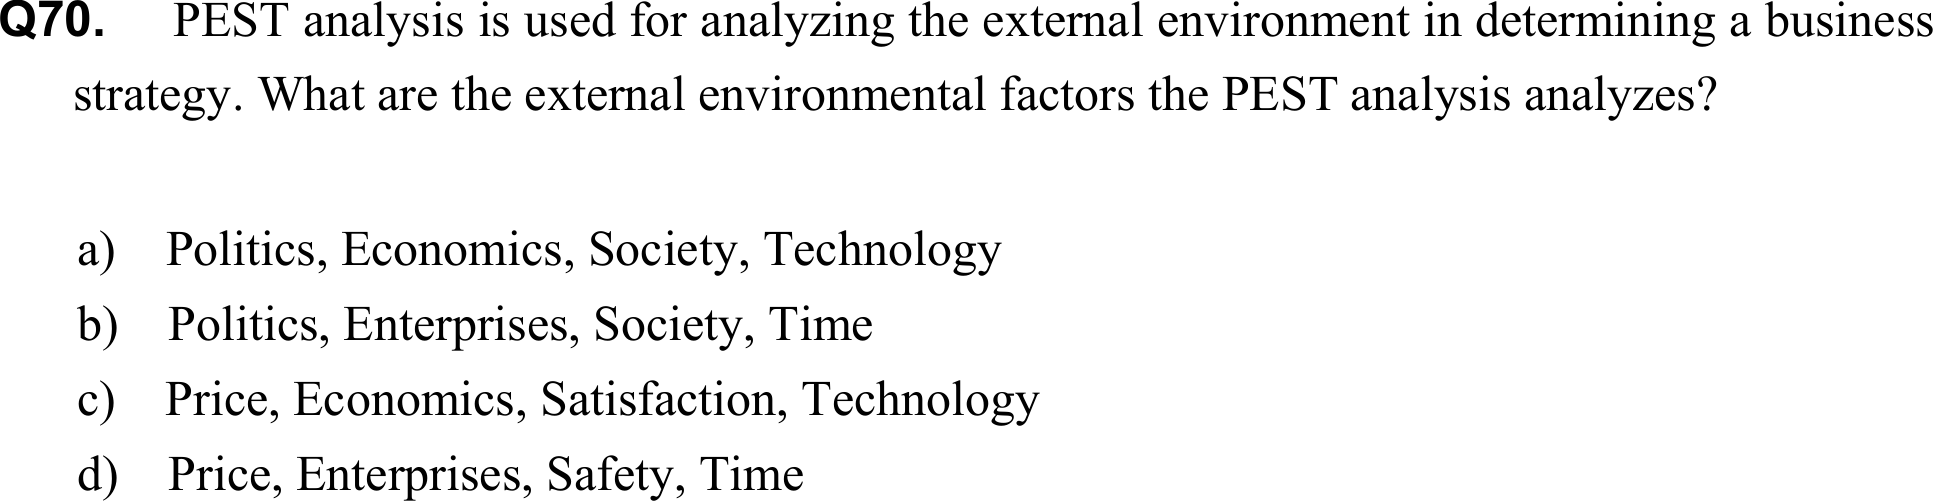 Q70. PEST analysis is used for analyzing the external environment in determining a business
strategy. What are the external environmental factors the PEST analysis analyzes?
a) Politics, Economics, Society, Technology
b) Politics, Enterprises, Society, Time
c) Price, Economics, Satisfaction, Technology
d) Price, Enterprises, Safety, Time